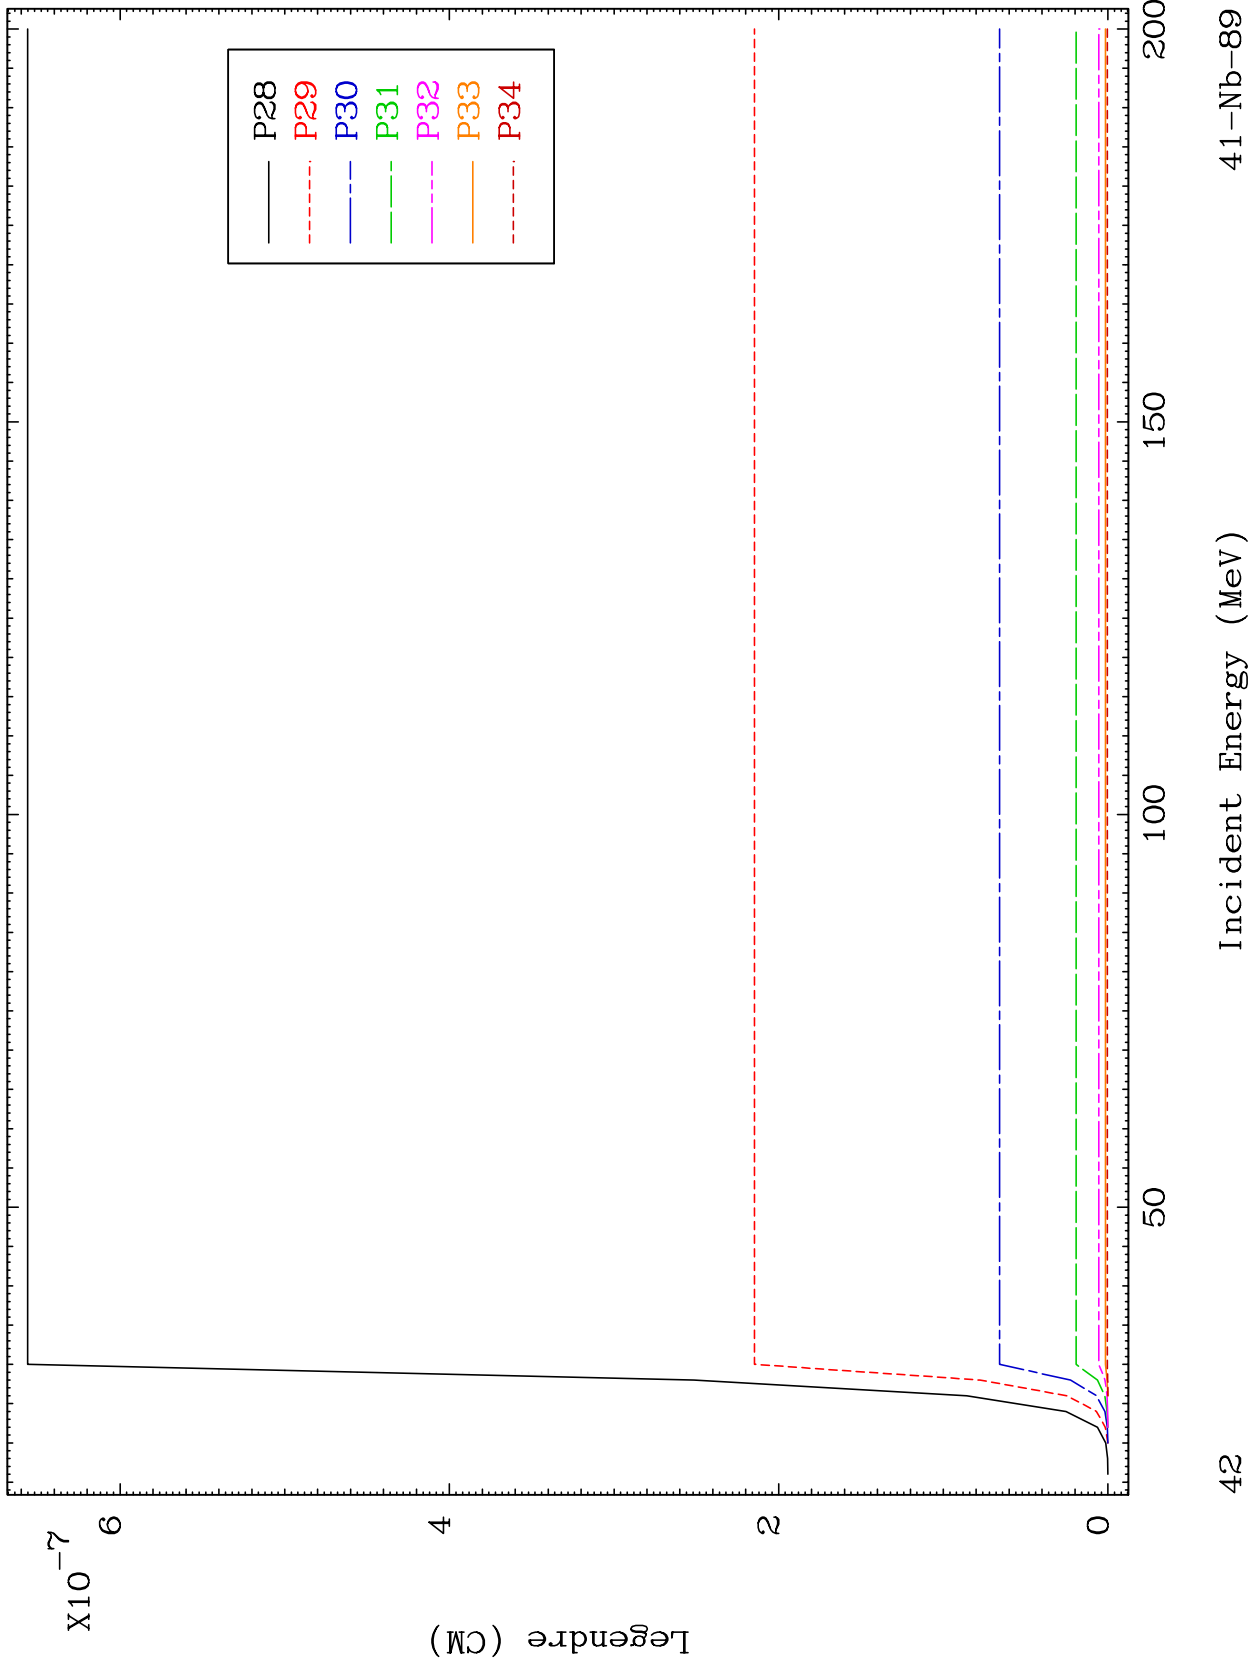 X10-7
6
4
2
0
Legendre (CM)
P28
P29
P30
P31
P32
P33
P34
50
100
150
200
42
Incident Energy (MeV)
41-Nb-89